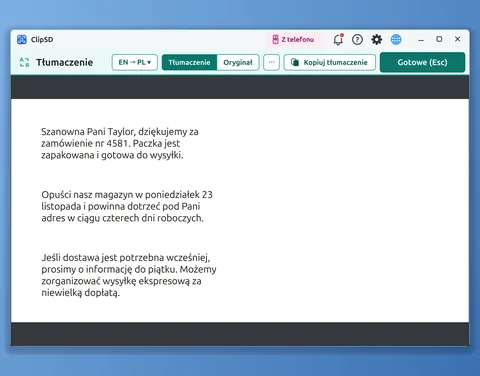 ClipSD
Z telefonu
Tłumaczenie
EN → PL ▾
Tłumaczenie
Oryginał
...
Kopiuj tłumaczenie
Gotowe (Esc)
Szanowna Pani Taylor, dziękujemy za
zamówienie nr 4581. Paczka jest
zapakowana i gotowa do wysyłki.
Opuści nasz magazyn w poniedziałek 23
listopada i powinna dotrzeć pod Pani
adres w ciągu czterech dni roboczych.
Jeśli dostawa jest potrzebna wcześniej,
prosimy o informację do piątku. Możemy
zorganizować wysyłkę ekspresową za
niewielką dopłatą.